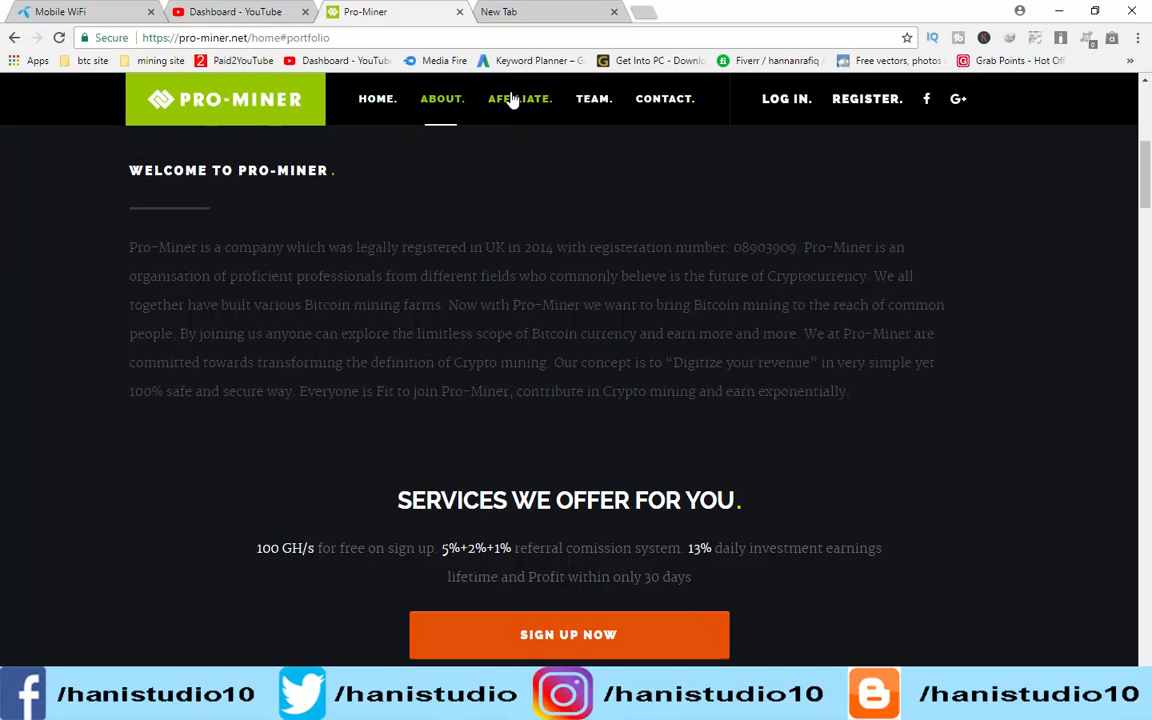 Mobile WiFi
Dashboard - YouTube
Pro-Miner
New Tab
Secure
https://pro-miner.net/home#portfolio
Apps
btc site
mining site
Paid2YouTube
Dashboard - YouTube
Media Fire
Keyword Planner –
Get Into PC - Downl
Fiverr / hannanrafiq
Free vectors, photos
Grab Points - Hot Off
PRO-MINER
HOME.
ABOUT.
AFFILIATE.
TEAM.
CONTACT.
LOG IN.
REGISTER.
WELCOME TO PRO-MINER .
Pro-Miner is a company which was legally registered in UK in 2014 with registeration number: 08903909. Pro-Miner is an
organisation of proficient professionals from different fields who commonly believe is the future of Cryptocurrency. We all
together have built various Bitcoin mining farms. Now with Pro-Miner we want to bring Bitcoin mining to the reach of common
people. By joining us anyone can explore the limitless scope of Bitcoin currency and earn more and more. We at Pro-Miner are
committed towards transforming the definition of Crypto mining. Our concept is to “Digitize your revenue” in very simple yet
100% safe and secure way. Everyone is Fit to join Pro-Miner, contribute in Crypto mining and earn exponentially.
SERVICES WE OFFER FOR YOU.
100 GH/s for free on sign up. 5%+2%+1% referral comission system. 13% daily investment earnings
lifetime and Profit within only 30 days
SIGN UP NOW
/hanistudio10
/hanistudio
/hanistudio10
/hanistudio10